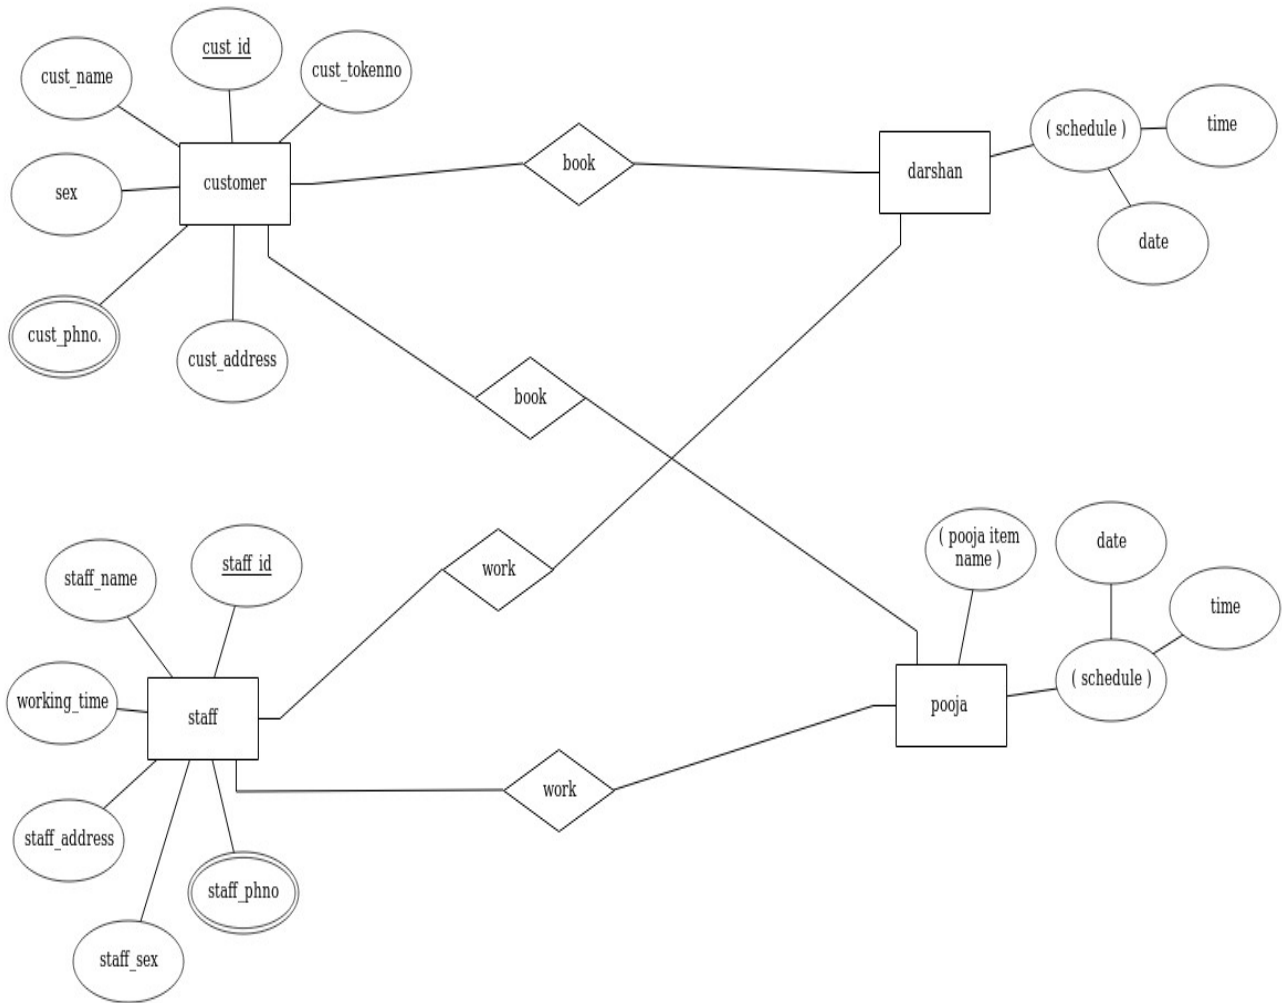 cust_id
cust_name
cust_tokenno
sex
customer
cust_phno.
cust_address
book
darshan
( schedule )
time
date
book
work
staff_name
staff_id
working_time
staff
staff_address
staff_phno
staff_sex
work
( pooja item
name )
date
time
( schedule )
pooja